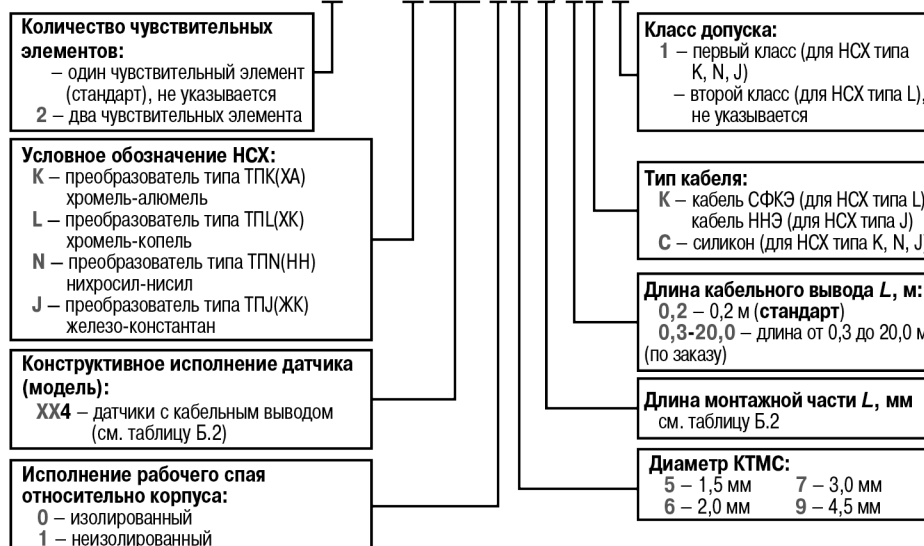 Количество чувствительных
элементов:
– один чувствительный элемент
(стандарт), не указывается
2 – два чувствительных элемента
Условное обозначение НСХ:
K – преобразователь типа ТПК(ХА)
хромель-алюмель
L – преобразователь типа ТПL(ХК)
хромель-копель
N – преобразователь типа ТПN(НН)
нихросил-нисил
J – преобразователь типа ТПJ(ЖК)
железо-константан
Конструктивное исполнение датчика
(модель):
XX4 – датчики с кабельным выводом
(см. таблицу Б.2)
Исполнение рабочего спая
относительно корпуса:
0 – изолированный
1 – неизолированный
Класс допуска:
1 – первый класс (для НСХ типа
K, N, J)
– второй класс (для НСХ типа L),
не указывается
Тип кабеля:
К – кабель СФКЭ (для НСХ типа L)
кабель ННЭ (для НСХ типа J)
С – силикон (для НСХ типа K, N, J)
Длина кабельного вывода L, м:
0,2 – 0,2 м (стандарт)
0,3-20,0 – длина от 0,3 до 20,0 м
(по заказу)
Длина монтажной части L, мм
см. таблицу Б.2
Диаметр КТМС:
5 – 1,5 мм 7 – 3,0 мм
6 – 2,0 мм 9 – 4,5 мм